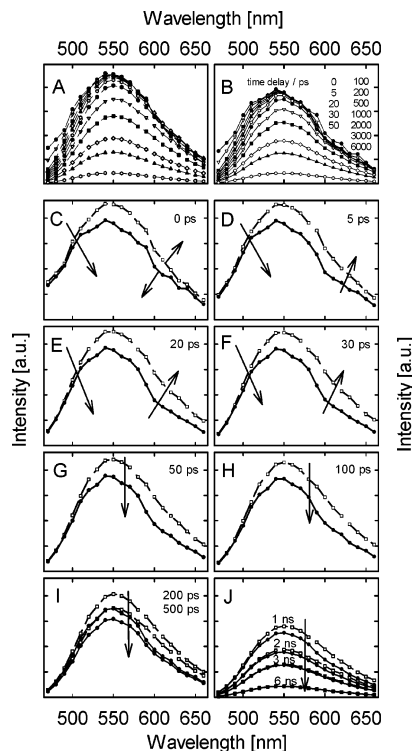 Wavelength [nm]
500 550 600 650 500 550 600 650
A
B
time delay / ps
0 100
5 200
20 500
30 1000
50 2000
3000
6000
C
0 ps
D
5 ps
E
20 ps
F
30 ps
Intensity [a.u.]
Intensity [a.u.]
G
50 ps
H
100 ps
I
200 ps
500 ps
J
1 ns
2 ns
3 ns
6 ns
500 550 600 650 500 550 600 650
Wavelength [nm]